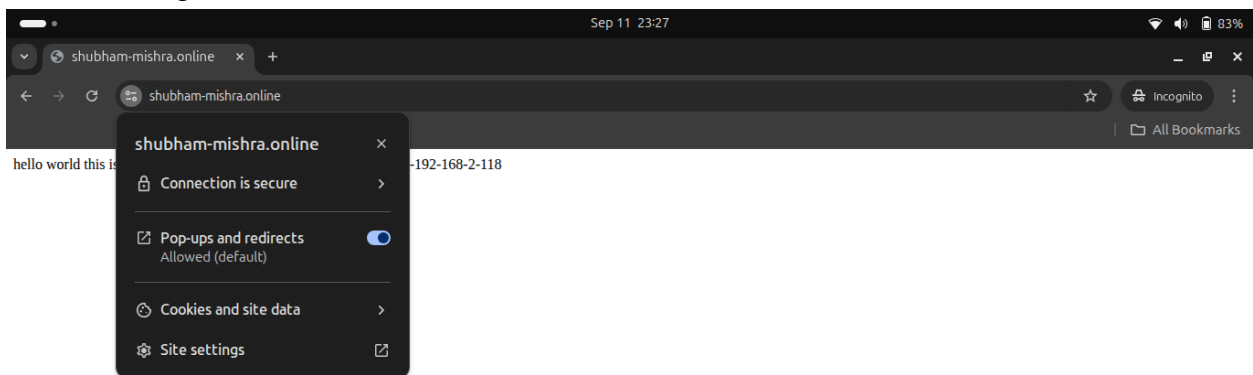 Sep 11 23:27
83%
shubham-mishra.online
shubham-mishra.online
Incognito
All Bookmarks
shubham-mishra.online
hello world this is -192-168-2-118
Connection is secure
Pop-ups and redirects
Allowed (default)
Cookies and site data
Site settings